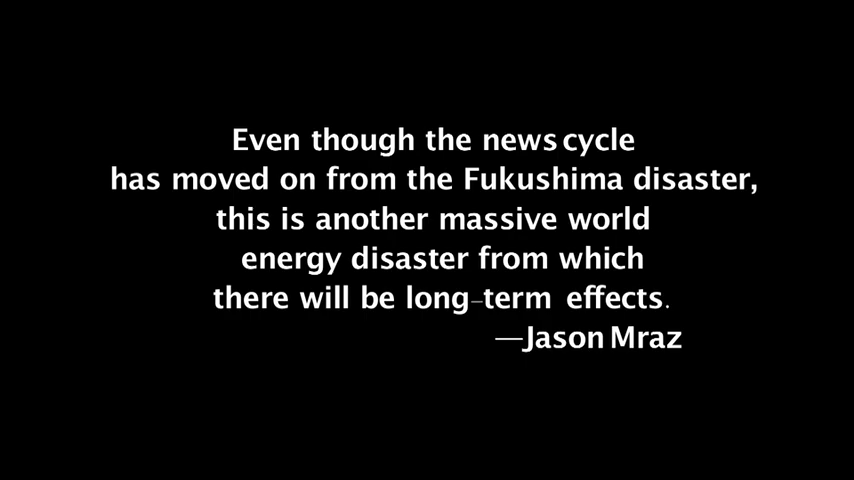 Even though the news cycle
has moved on from the Fukushima disaster,
this is another massive world
energy disaster from which
there will be long–term effects.
—Jason Mraz